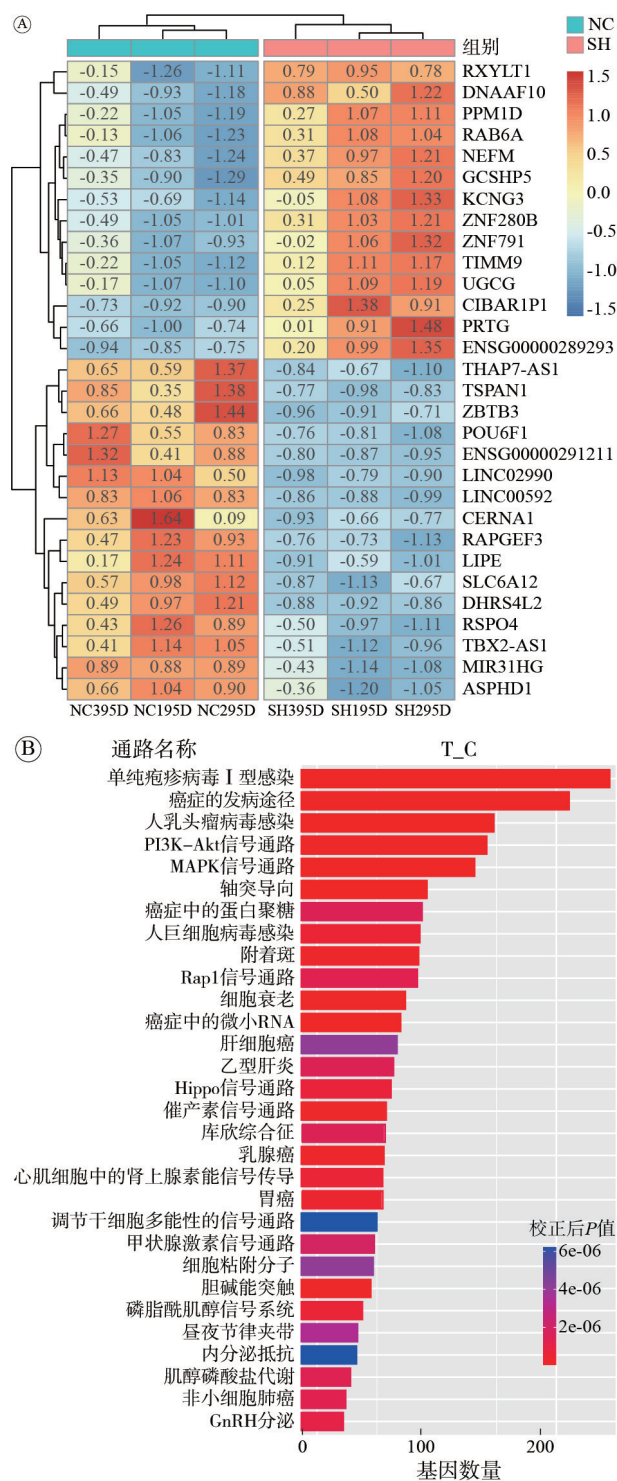 Ⓐ
NC
SH
组别
-0.15 -1.26 -1.11 0.79 0.95 0.78 RXYLT1
-0.49 -0.93 -1.18 0.88 0.50 1.22 DNAAF10
-0.22 -1.05 -1.19 0.27 1.07 1.11 PPM1D
-0.13 -1.06 -1.23 0.31 1.08 1.04 RAB6A
-0.47 -0.83 -1.24 0.37 0.97 1.21 NEFM
-0.35 -0.90 -1.29 0.49 0.85 1.20 GCSHP5
-0.53 -0.69 -1.14 -0.05 1.08 1.33 KCNG3
-0.49 -1.05 -1.01 0.31 1.03 1.21 ZNF280B
-0.36 -1.07 -0.93 -0.02 1.06 1.32 ZNF791
-0.22 -1.05 -1.12 0.12 1.11 1.17 TIMM9
-0.17 -1.07 -1.10 0.05 1.09 1.19 UGCG
-0.73 -0.92 -0.90 0.25 1.38 0.91 CIBAR1P1
-0.66 -1.00 -0.74 0.01 0.91 1.48 PRTG
-0.94 -0.85 -0.75 0.20 0.99 1.35 ENSG00000289293
0.65 0.59 1.37 -0.84 -0.67 -1.10 THAP7-AS1
0.85 0.35 1.38 -0.77 -0.98 -0.83 TSPAN1
0.66 0.48 1.44 -0.96 -0.91 -0.71 ZBTB3
1.27 0.55 0.83 -0.76 -0.81 -1.08 POU6F1
1.32 0.41 0.88 -0.80 -0.87 -0.95 ENSG00000291211
1.13 1.04 0.50 -0.98 -0.79 -0.90 LINC02990
0.83 1.06 0.83 -0.86 -0.88 -0.99 LINC00592
0.63 1.64 0.09 -0.93 -0.66 -0.77 CERNA1
0.47 1.23 0.93 -0.76 -0.73 -1.13 RAPGEF3
0.17 1.24 1.11 -0.91 -0.59 -1.01 LIPE
0.57 0.98 1.12 -0.87 -1.13 -0.67 SLC6A12
0.49 0.97 1.21 -0.88 -0.92 -0.86 DHRS4L2
0.43 1.26 0.89 -0.50 -0.97 -1.11 RSPO4
0.41 1.14 1.05 -0.51 -1.12 -0.96 TBX2-AS1
0.89 0.88 0.89 -0.43 -1.14 -1.08 MIR31HG
0.66 1.04 0.90 -0.36 -1.20 -1.05 ASPHD1
NC395D NC195D NC295D SH395D SH195D SH295D
1.5
1.0
0.5
0.0
-0.5
-1.0
-1.5
Ⓑ
通路名称 T_C
单纯疱疹病毒Ⅰ型感染
癌症的发病途径
人乳头瘤病毒感染
PI3K-Akt信号通路
MAPK信号通路
轴突导向
癌症中的蛋白聚糖
人巨细胞病毒感染
附着斑
Rap1信号通路
细胞衰老
癌症中的微小RNA
肝细胞癌
乙型肝炎
Hippo信号通路
催产素信号通路
库欣综合征
乳腺癌
心肌细胞中的肾上腺素能信号传导
胃癌
调节干细胞多能性的信号通路
甲状腺激素信号通路
细胞粘附分子
胆碱能突触
磷脂酰肌醇信号系统
昼夜节律夹带
内分泌抵抗
肌醇磷酸盐代谢
非小细胞肺癌
GnRH分泌
校正后P值
6e-06
4e-06
2e-06
0 100 200
基因数量